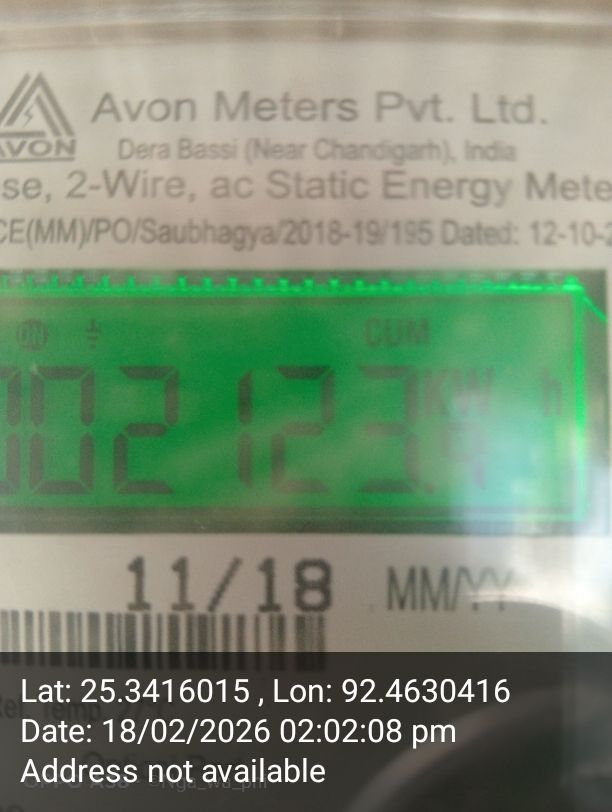 Avon Meters Pvt. Ltd.
AVON
Dera Bassi (Near Chandigarh), India
se, 2-Wire, ac Static Energy Mete
CE(MM)/PO/Saubhagya/2018-19/195 Dated: 12-10-2
CUM
002123.4 KW h
11/18 MM/YY
Lat: 25.3416015 , Lon: 92.4630416
Date: 18/02/2026 02:02:08 pm
Address not available